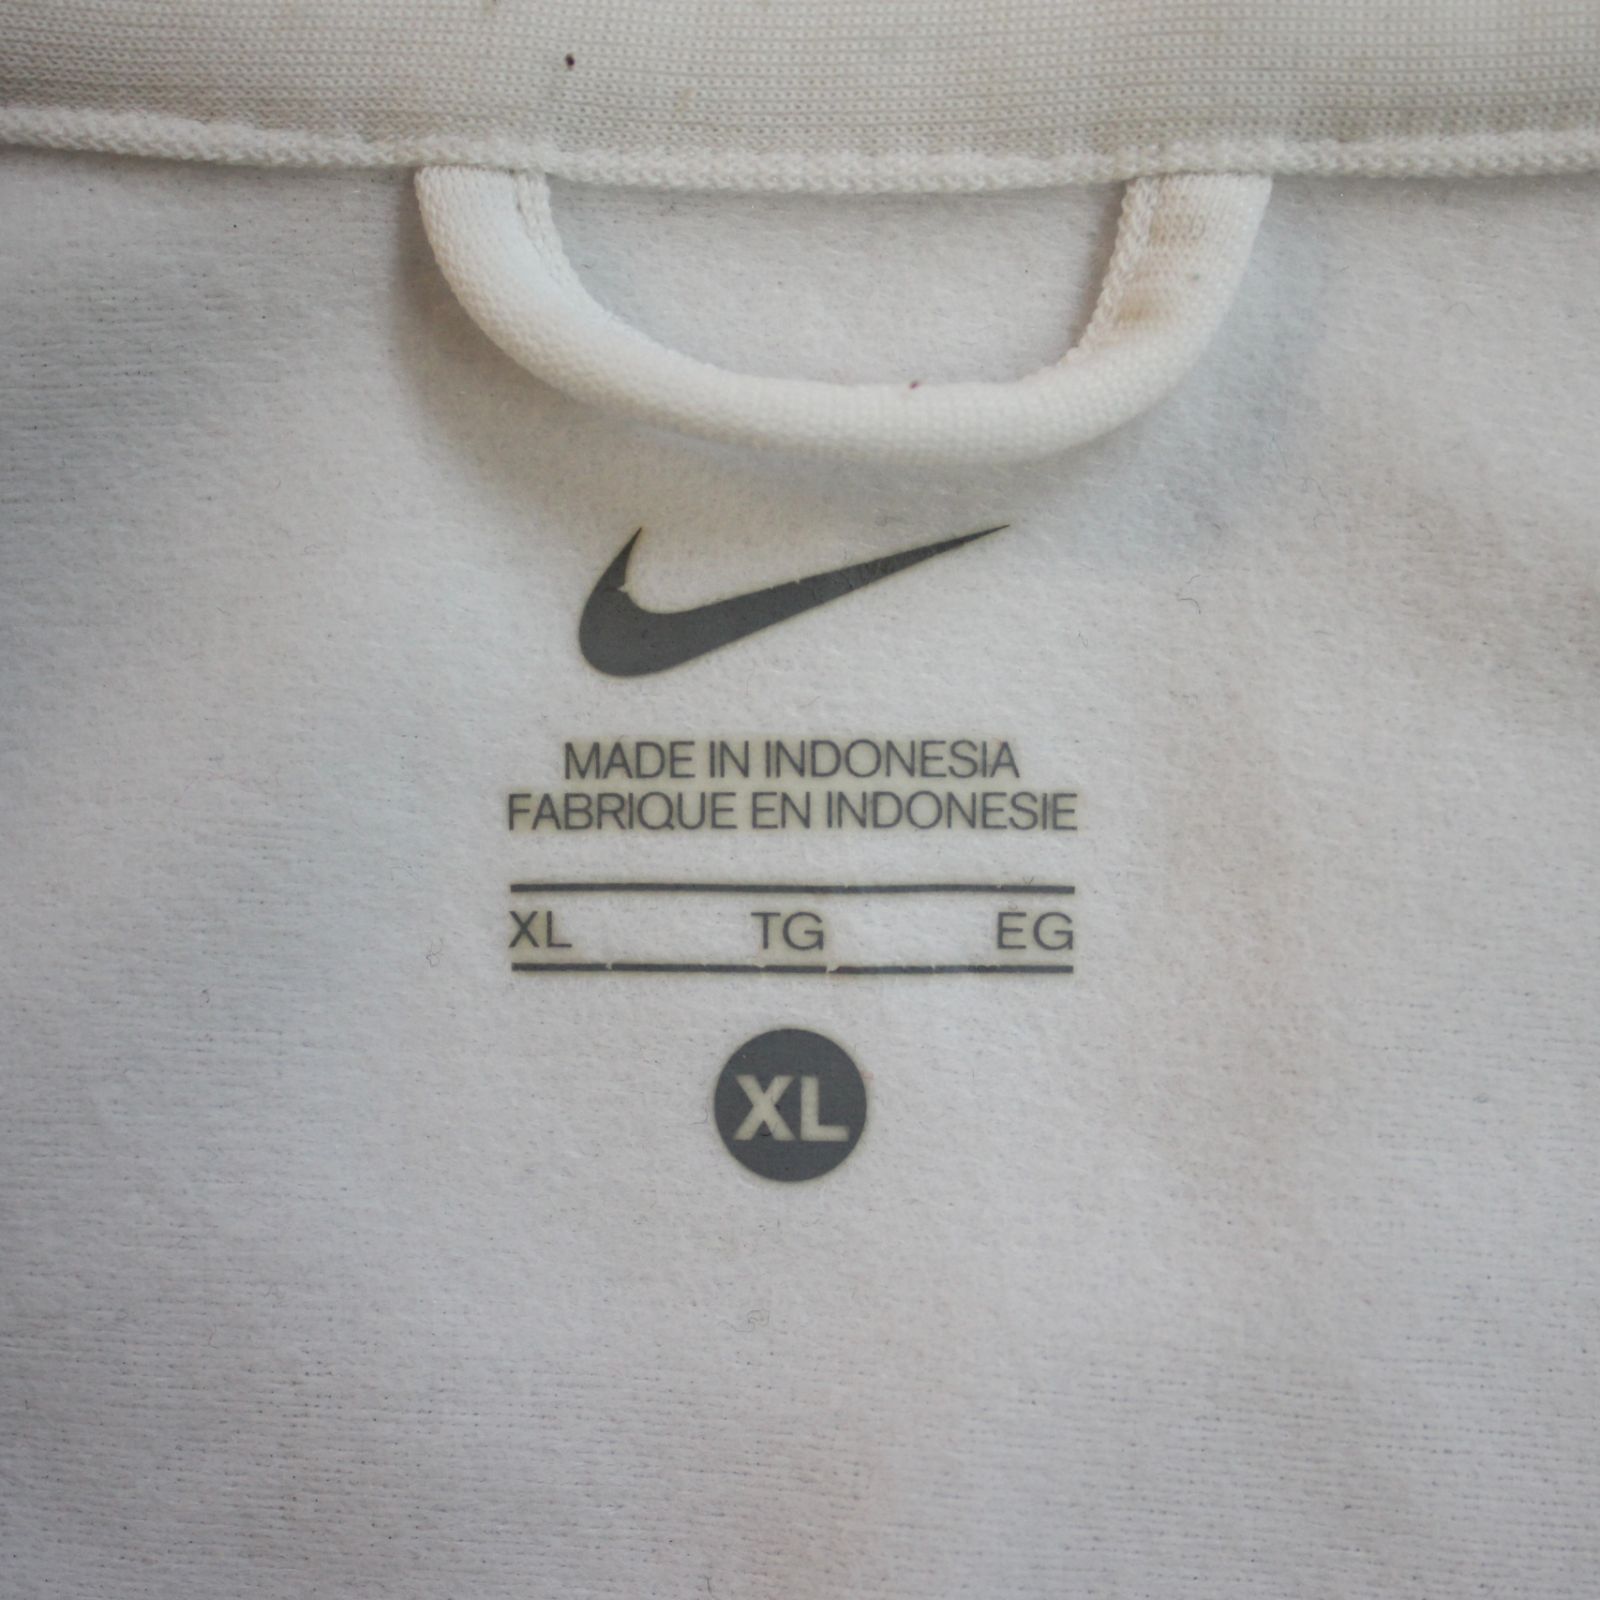 MADE IN INDONESIA
FABRIQUE EN INDONESIE
XL TG EG
XL